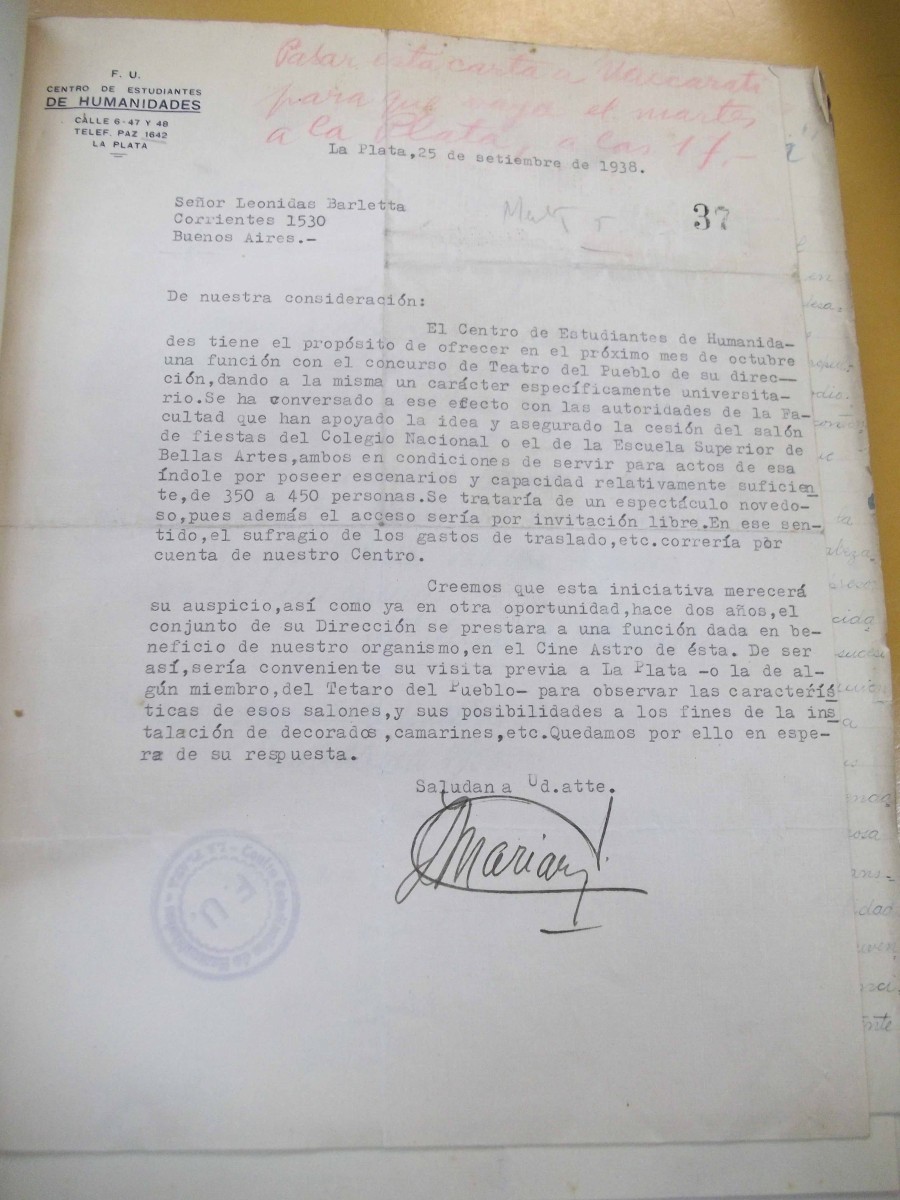 F. U.
CENTRO DE ESTUDIANTES
DE HUMANIDADES
CALLE 6 - 47 Y 48
TELEF. PAZ 1642
LA PLATA
Pasar esta carta a
para que vaya el martes
a la Plata, a las
La Plata,25 de setiembre de 1938.
Señor Leonidas Barletta
Corrientes 1530
Buenos Aires.-
37
De nuestra consideración:
El Centro de Estudiantes de Humanida-
des tiene el propósito de ofrecer en el próximo mes de octubre
una función con el concurso de Teatro del Pueblo de su direc-
ción,dando a la misma un carácter específicamente universita-
rio.Se ha conversado a ese efecto con las autoridades de la Fa-
cultad que han apoyado la idea y asegurado la cesión del salón
de fiestas del Colegio Nacional o el de la Escuela Superior de
Bellas Artes,ambos en condiciones de servir para actos de esa
índole por poseer escenarios y capacidad relativamente suficien
te,de 350 a 450 personas.Se trataría de un espectáculo novedo-
so,pues además el acceso sería por invitación libre.En ese sen-
tido,el sufragio de los gastos de traslado,etc.correría por
cuenta de nuestro Centro.
Creemos que esta iniciativa merecerá
su auspicio,así como ya en otra oportunidad,hace dos años,el
conjunto de su Dirección se prestara a una función dada en be-
neficio de nuestro organismo,en el Cine Astro de ésta. De ser
así,sería conveniente su visita previa a La Plata -o la de al-
gún miembro,del Tetaro del Pueblo- para observar las caracterís
ticas de esos salones,y sus posibilidades a los fines de la ins
talación de decorados,camarines,etc.Quedamos por ello en espe-
ra de su respuesta.
Saludan a Ud.atte.
F.U.